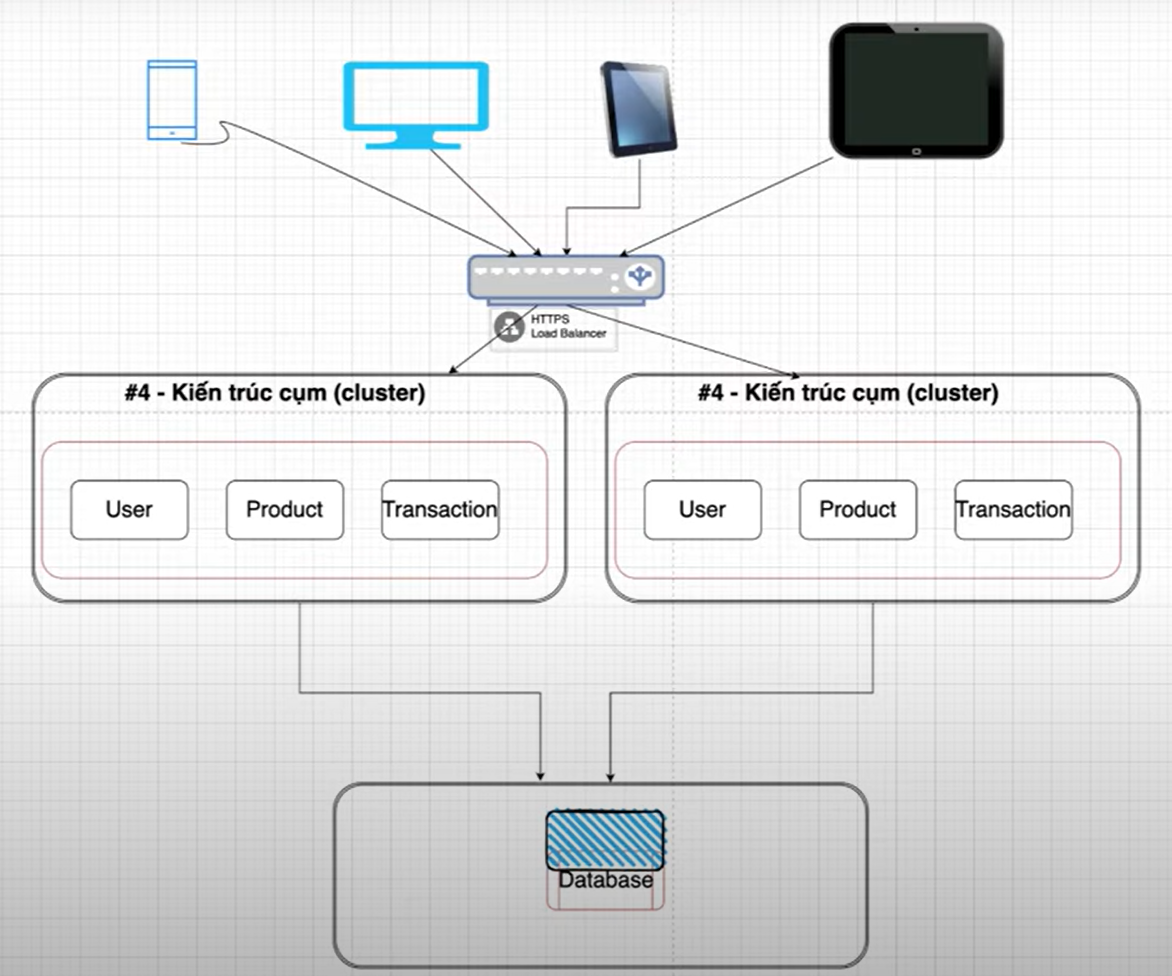 HTTPS
Load Balancer
#4 - Kiến trúc cụm (cluster)
User
Product
Transaction
#4 - Kiến trúc cụm (cluster)
User
Product
Transaction
Database